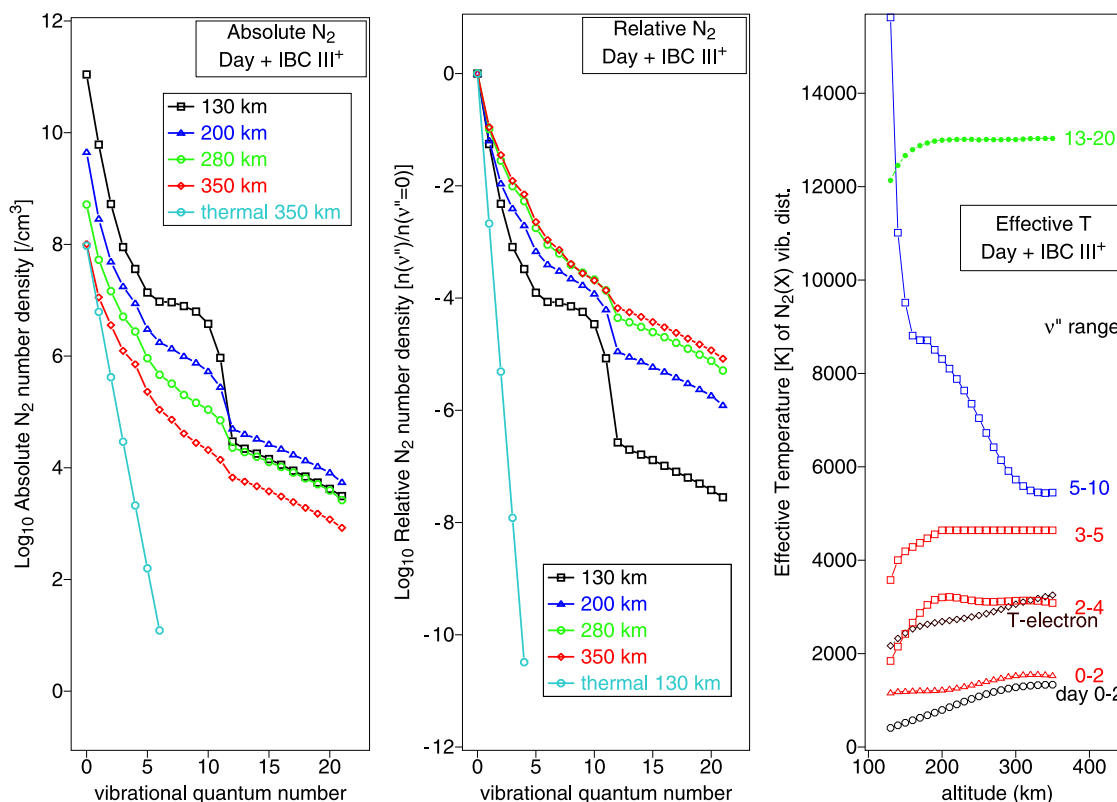 Absolute N2
Day + IBC III+
130 km
200 km
280 km
350 km
thermal 350 km
Log10 Absolute N2 number density [/cm3]
12
10
8
6
4
2
0
0 5 10 15 20
vibrational quantum number
Relative N2
Day + IBC III+
Log10 Relative N2 number density [n(ν")/n(ν"=0)]
0
-2
-4
-6
-8
-10
-12
130 km
200 km
280 km
350 km
thermal 130 km
0 5 10 15 20
vibrational quantum number
Effective Temperature [K] of N2(X) vib. dist.
14000
12000
10000
8000
6000
4000
2000
0
13-20
Effective T
Day + IBC III+
ν" range
5-10
3-5
2-4
T-electron
0-2
day 0-2
100 200 300 400
altitude (km)